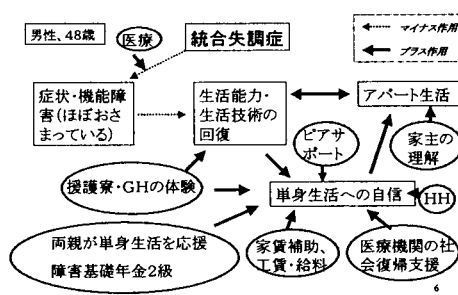 男性、48歳
医療
統合失調症
マイナス作用
プラス作用
症状・機能障
害(ほぼおさ
まっている)
生活能力・
生活技術の
回復
アパート生活
ピアサ
ポート
家主の
理解
援護寮・GHの体験
単身生活への自信
HH
両親が単身生活を応援
障害基礎年金2級
家賃補助、
工賃・給料
医療機関の社
会復帰支援
6